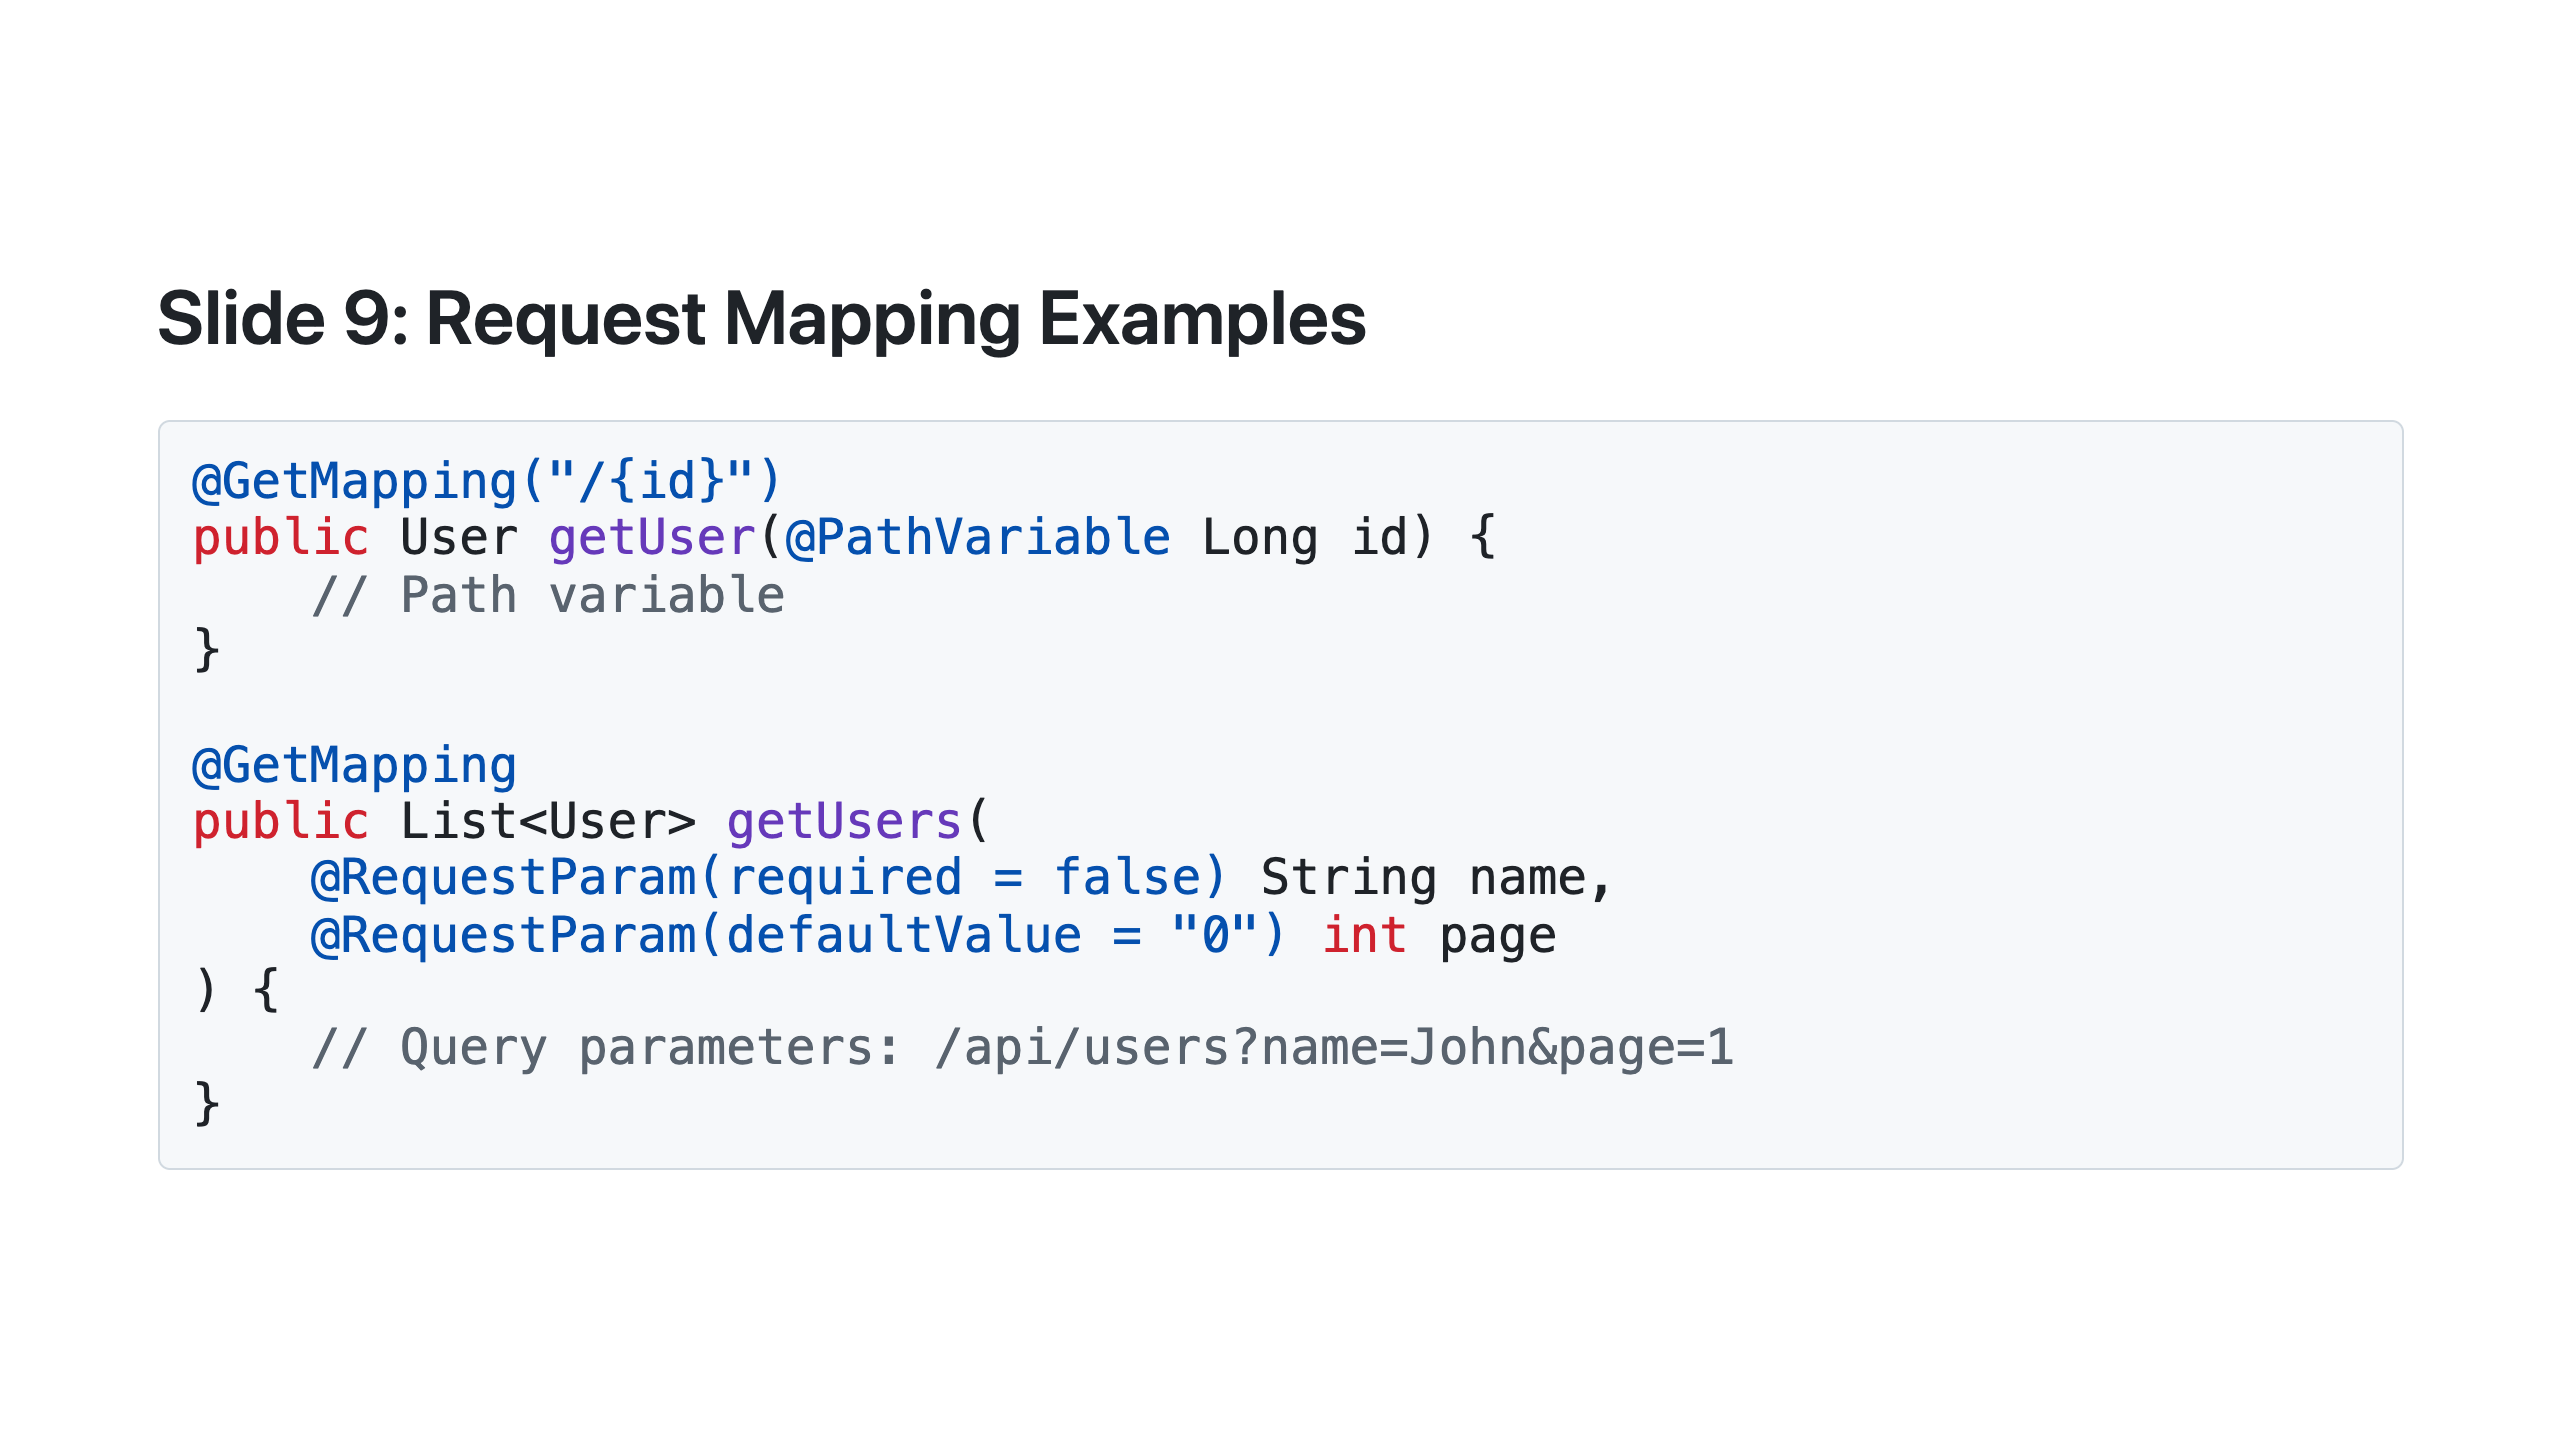 Slide 9: Request Mapping Examples
@GetMapping("/{id}")
public User getUser(@PathVariable Long id) {
    // Path variable
}

@GetMapping
public List<User> getUsers(
    @RequestParam(required = false) String name,
    @RequestParam(defaultValue = "0") int page
) {
    // Query parameters: /api/users?name=John&page=1
}